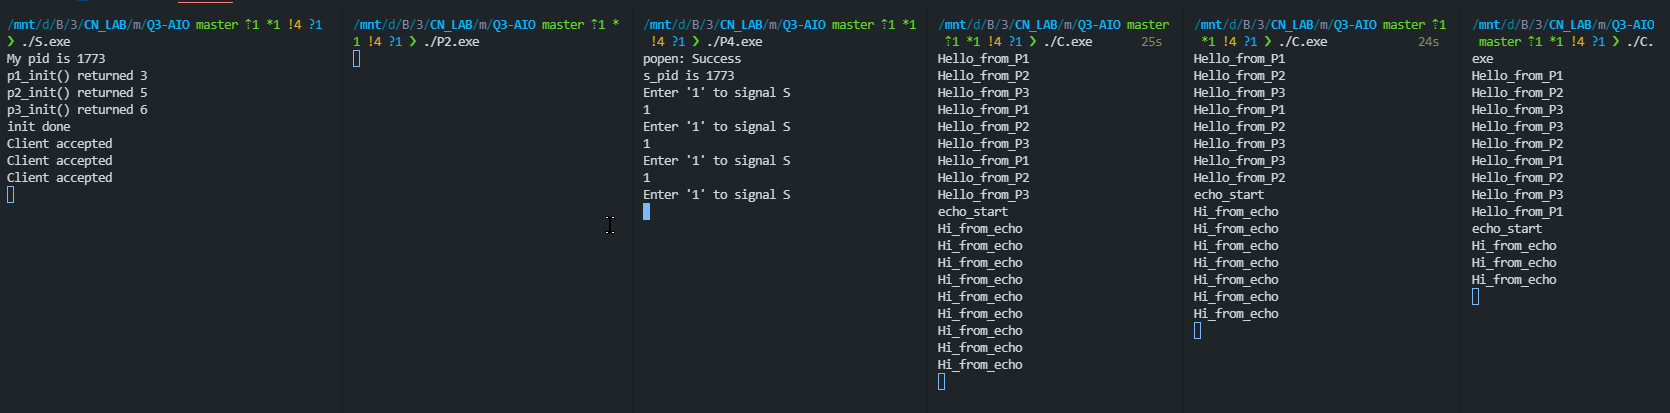 /mnt/d/B/3/CN_LAB/m/Q3-AIO master ⇡1 *1 !4 ?1
❯ ./S.exe
My pid is 1773
p1_init() returned 3
p2_init() returned 5
p3_init() returned 6
init done
Client accepted
Client accepted
Client accepted
/mnt/d/B/3/CN_LAB/m/Q3-AIO master ⇡1 *
1 !4 ?1 ❯ ./P2.exe
/mnt/d/B/3/CN_LAB/m/Q3-AIO master ⇡1 *1
!4 ?1 ❯ ./P4.exe
popen: Success
s_pid is 1773
Enter '1' to signal S
1
Enter '1' to signal S
1
Enter '1' to signal S
1
Enter '1' to signal S
/mnt/d/B/3/CN_LAB/m/Q3-AIO master
⇡1 *1 !4 ?1 ❯ ./C.exe 25s
Hello_from_P1
Hello_from_P2
Hello_from_P3
Hello_from_P1
Hello_from_P2
Hello_from_P3
Hello_from_P1
Hello_from_P2
Hello_from_P3
echo_start
Hi_from_echo
Hi_from_echo
Hi_from_echo
Hi_from_echo
Hi_from_echo
Hi_from_echo
Hi_from_echo
Hi_from_echo
Hi_from_echo
/mnt/d/B/3/CN_LAB/m/Q3-AIO master ⇡1
*1 !4 ?1 ❯ ./C.exe 24s
Hello_from_P1
Hello_from_P2
Hello_from_P3
Hello_from_P1
Hello_from_P2
Hello_from_P3
Hello_from_P3
Hello_from_P2
echo_start
Hi_from_echo
Hi_from_echo
Hi_from_echo
Hi_from_echo
Hi_from_echo
Hi_from_echo
Hi_from_echo
/mnt/d/B/3/CN_LAB/m/Q3-AIO
master ⇡1 *1 !4 ?1 ❯ ./C.
exe
Hello_from_P1
Hello_from_P2
Hello_from_P3
Hello_from_P3
Hello_from_P2
Hello_from_P1
Hello_from_P2
Hello_from_P3
Hello_from_P1
echo_start
Hi_from_echo
Hi_from_echo
Hi_from_echo